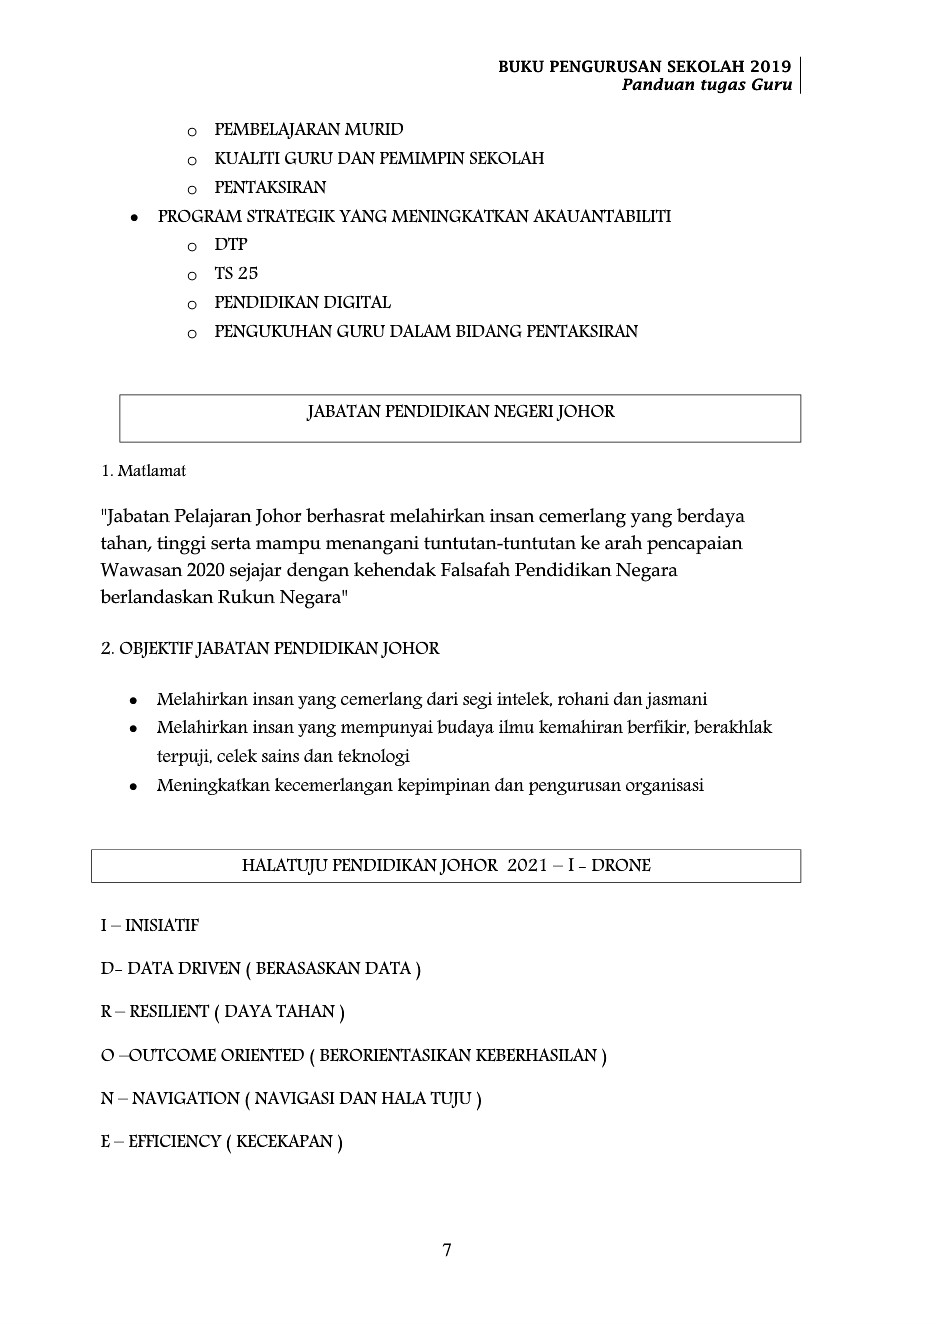 BUKU PENGURUSAN SEKOLAH 2019
Panduan tugas Guru
o PEMBELAJARAN MURID
o KUALITI GURU DAN PEMIMPIN SEKOLAH
o PENTAKSIRAN
• PROGRAM STRATEGIK YANG MENINGKATKAN AKAUANTABILITI
o DTP
o TS 25
o PENDIDIKAN DIGITAL
o PENGUKUHAN GURU DALAM BIDANG PENTAKSIRAN
JABATAN PENDIDIKAN NEGERI JOHOR
1. Matlamat
"Jabatan Pelajaran Johor berhasrat melahirkan insan cemerlang yang berdaya
tahan, tinggi serta mampu menangani tuntutan-tuntutan ke arah pencapaian
Wawasan 2020 sejajar dengan kehendak Falsafah Pendidikan Negara
berlandaskan Rukun Negara"
2. OBJEKTIF JABATAN PENDIDIKAN JOHOR
• Melahirkan insan yang cemerlang dari segi intelek, rohani dan jasmani
• Melahirkan insan yang mempunyai budaya ilmu kemahiran berfikir, berakhlak
terpuji, celek sains dan teknologi
• Meningkatkan kecemerlangan kepimpinan dan pengurusan organisasi
HALATUJU PENDIDIKAN JOHOR 2021 – I - DRONE
I – INISIATIF
D- DATA DRIVEN ( BERASASKAN DATA )
R – RESILIENT ( DAYA TAHAN )
O –OUTCOME ORIENTED ( BERORIENTASIKAN KEBERHASILAN )
N – NAVIGATION ( NAVIGASI DAN HALA TUJU )
E – EFFICIENCY ( KECEKAPAN )
7